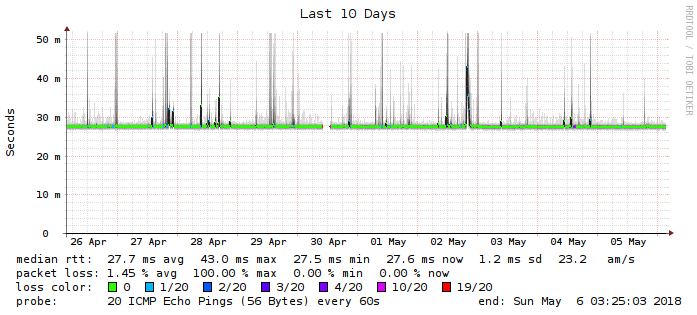 Last 10 Days
RRDTOOL / TOBI OETIKER
Seconds
50 m
40 m
30 m
20 m
10 m
0
26 Apr 27 Apr 28 Apr 29 Apr 30 Apr 01 May 02 May 03 May 04 May 05 May
median rtt: 27.7 ms avg 43.0 ms max 27.5 ms min 27.6 ms now 1.2 ms sd 23.2 am/s
packet loss: 1.45 % avg 100.00 % max 0.00 % min 0.00 % now
loss color: 0 1/20 2/20 3/20 4/20 10/20 19/20
probe: 20 ICMP Echo Pings (56 Bytes) every 60s end: Sun May 6 03:25:03 2018